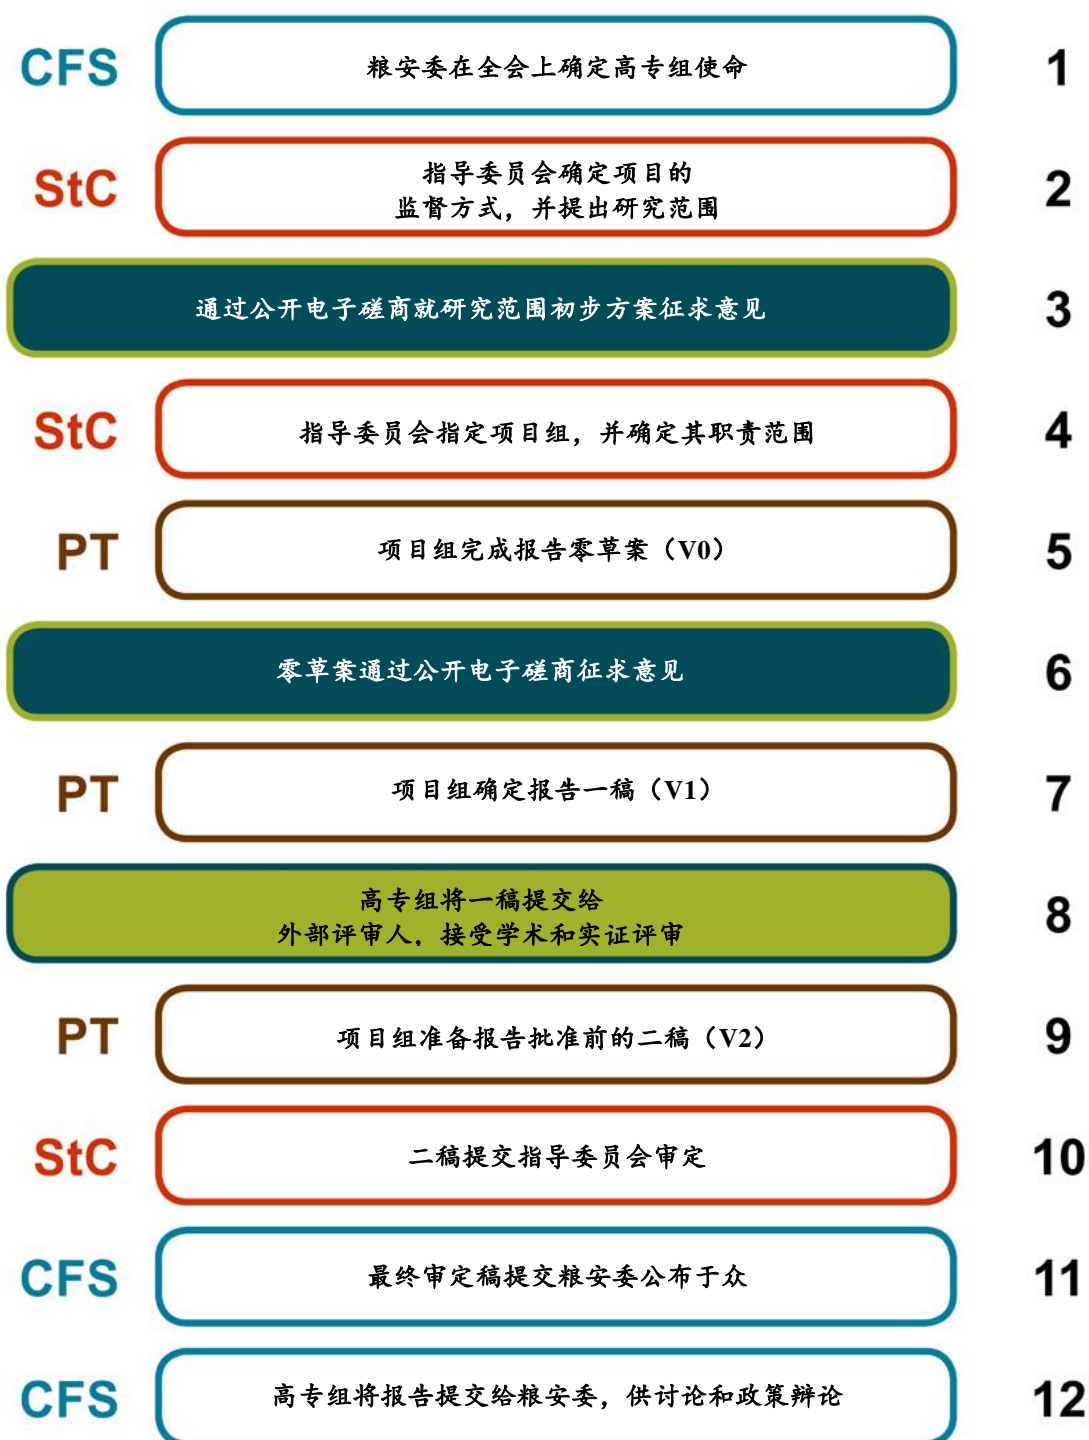 CFS 粮安委在全会上确定高专组使命 1
StC 指导委员会确定项目的
监督方式，并提出研究范围 2
通过公开电子磋商就研究范围初步方案征求意见 3
StC 指导委员会指定项目组，并确定其职责范围 4
PT 项目组完成报告零草案（V0） 5
零草案通过公开电子磋商征求意见 6
PT 项目组确定报告一稿（V1） 7
高专组将一稿提交给
外部评审人，接受学术和实证评审 8
PT 项目组准备报告批准前的二稿（V2） 9
StC 二稿提交指导委员会审定 10
CFS 最终审定稿提交粮安委公布于众 11
CFS 高专组将报告提交给粮安委，供讨论和政策辩论 12